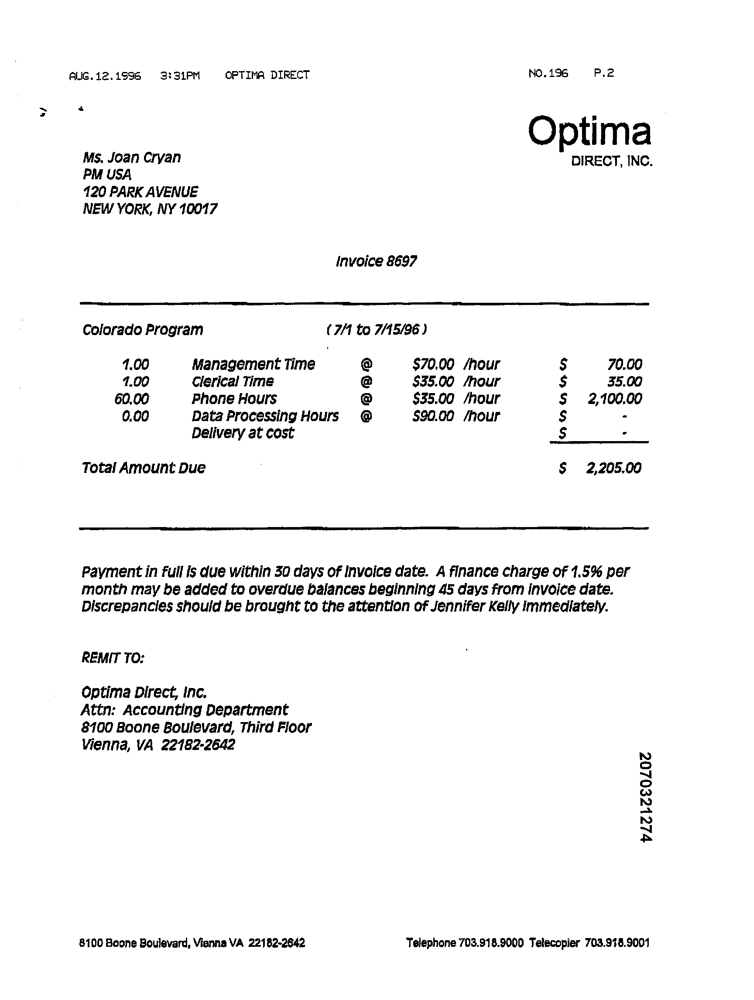 AUG.12.1996 3:31PM OPTIMA DIRECT NO.196 P.2
Optima
DIRECT, INC.
Ms. Joan Cryan
PM USA
120 PARK AVENUE
NEW YORK, NY 10017
Invoice 8697
Colorado Program (7/1 to 7/15/96)
1.00 Management Time @ $70.00 /hour $ 70.00
1.00 Clerical Time @ $35.00 /hour $ 35.00
60.00 Phone Hours @ $35.00 /hour $ 2,100.00
0.00 Data Processing Hours @ $90.00 /hour $ -
Delivery at cost $ -
Total Amount Due $ 2,205.00
Payment in full is due within 30 days of invoice date. A finance charge of 1.5% per
month may be added to overdue balances beginning 45 days from invoice date.
Discrepancies should be brought to the attention of Jennifer Kelly immediately.
REMIT TO:
Optima Direct, Inc.
Attn: Accounting Department
8100 Boone Boulevard, Third Floor
Vienna, VA 22182-2642
2070321274
8100 Boone Boulevard, Vienna VA 22182-2642 Telephone 703.918.9000 Telecopier 703.918.9001